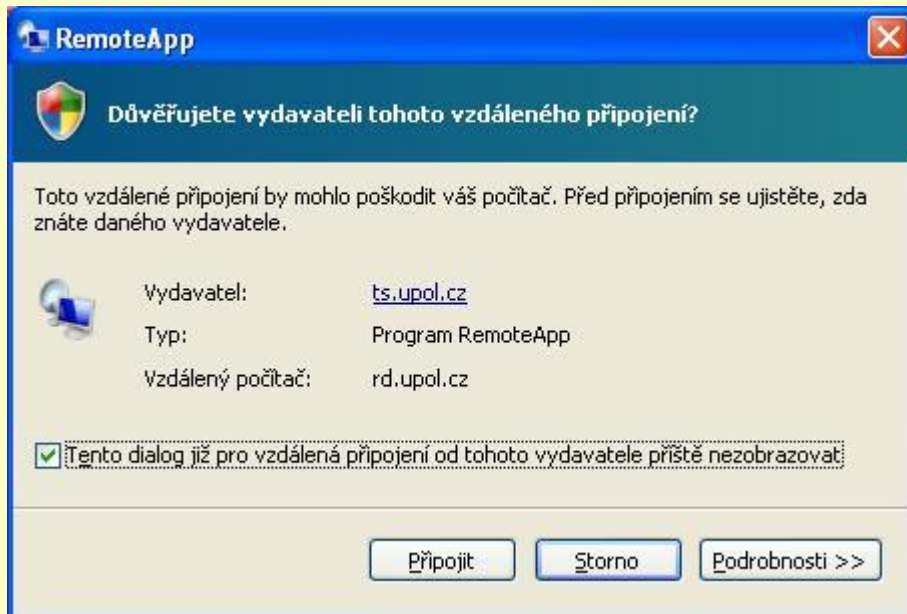 RemoteApp
Důvěřujete vydavateli tohoto vzdáleného připojení?
Toto vzdálené připojení by mohlo poškodit váš počítač. Před připojením se ujistěte, zda
znáte daného vydavatele.
Vydavatel: ts.upol.cz
Typ: Program RemoteApp
Vzdálený počítač: rd.upol.cz
Tento dialog již pro vzdálená připojení od tohoto vydavatele příště nezobrazovat
Připojit Storno Podrobnosti >>